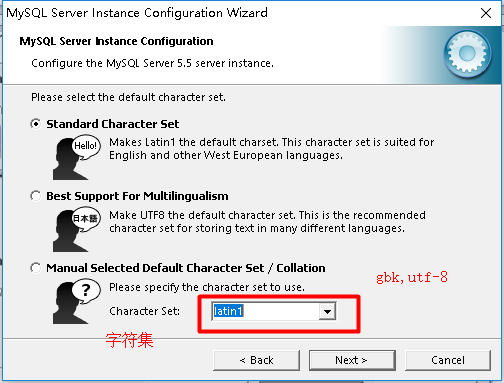 MySQL Server Instance Configuration Wizard
MySQL Server Instance Configuration
Configure the MySQL Server 5.5 server instance.
Please select the default character set.
Standard Character Set
Hello!
Makes Latin1 the default charset. This character set is suited for
English and other West European languages.
Best Support For Multilingualism
日本語
Make UTF8 the default character set. This is the recommended
character set for storing text in many different languages.
Manual Selected Default Character Set / Collation
?
Please specify the character set to use.
gbk,utf-8
Character Set:
latin1
字符集
< Back
Next >
Cancel